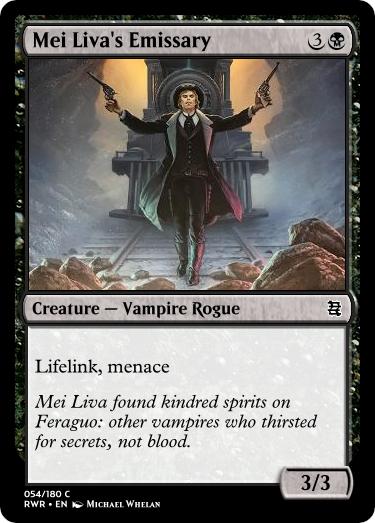 Mei Liva's Emissary 3
Creature — Vampire Rogue
Lifelink, menace
Mei Liva found kindred spirits on
Feraguo: other vampires who thirsted
for secrets, not blood.
3/3
054/180 C
RWR • EN Michael Whelan